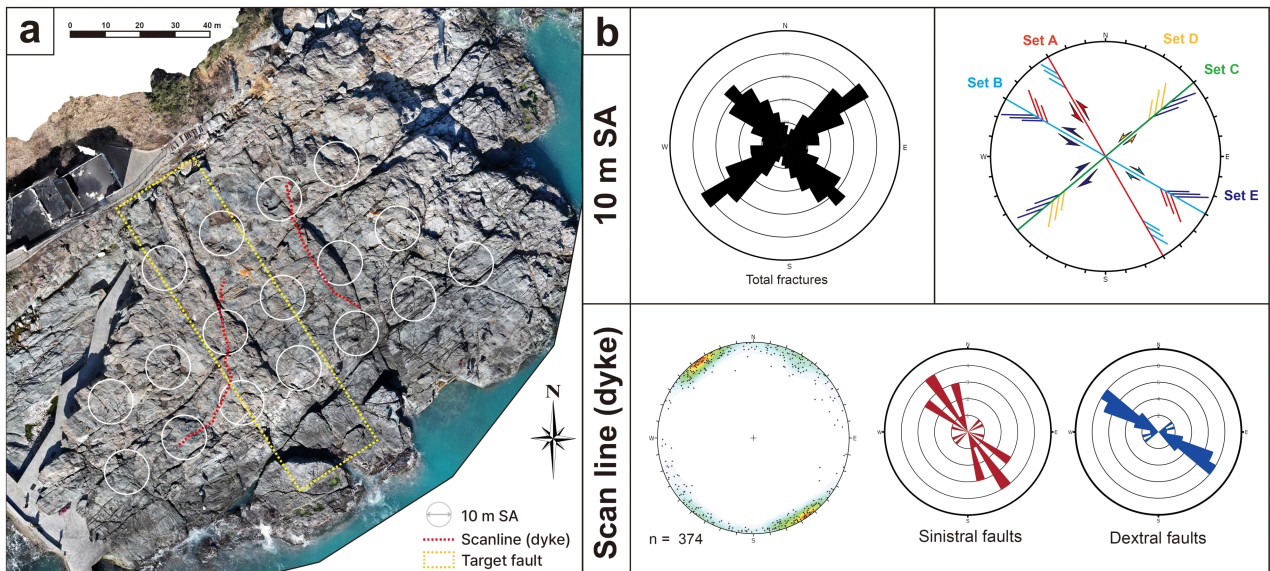 a
0 10 20 30 40 m
N
10 m SA
Scanline (dyke)
Target fault
b
10 m SA
N
W
E
S
Total fractures
N
W
E
S
Set A
Set B
Set D
Set C
Set E
Scan line (dyke)
N
W
E
S
n = 374
N
W
E
S
Sinistral faults
N
W
E
S
Dextral faults